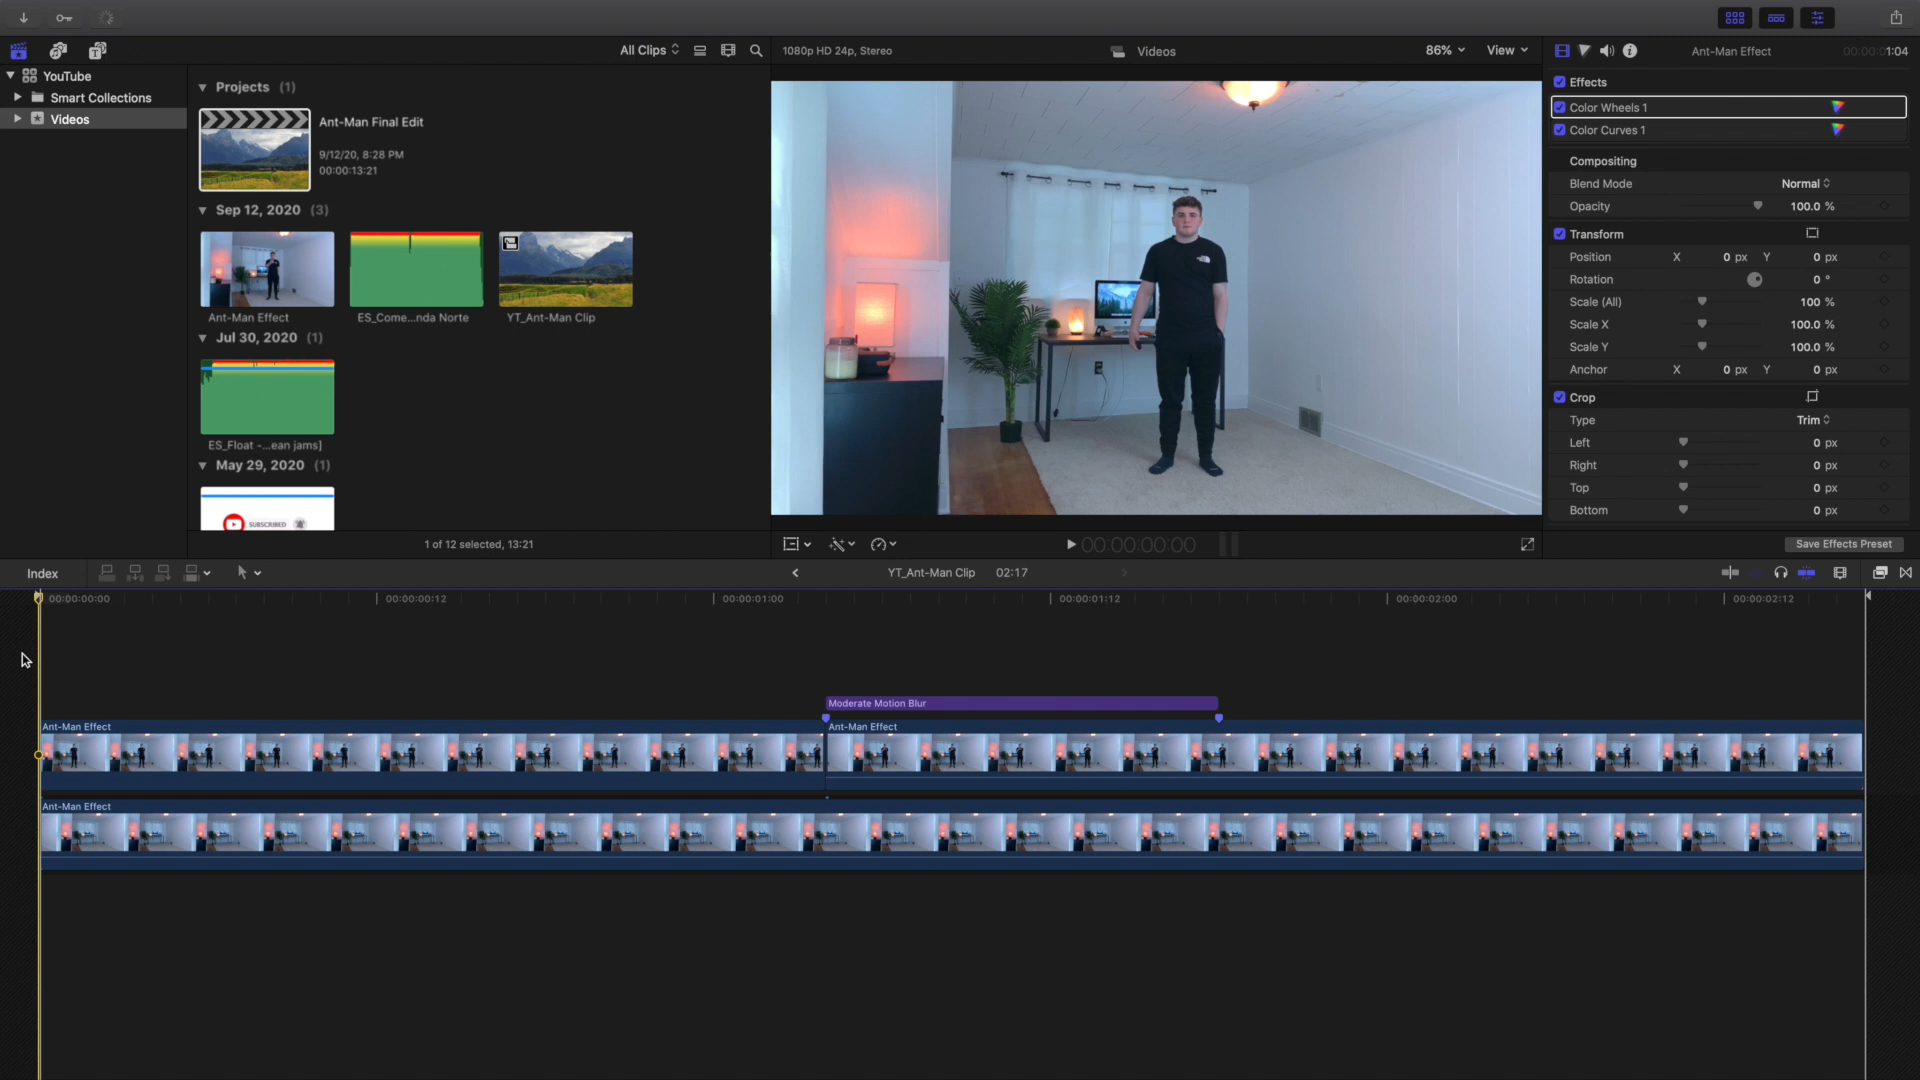 All Clips
1080p HD 24p, Stereo
Videos
86%
View
Ant-Man Effect
00:00:01:04
YouTube
Smart Collections
Videos
Projects (1)
Ant-Man Final Edit
9/12/20, 8:28 PM
00:00:13:21
Sep 12, 2020 (3)
Ant-Man Effect
ES_Come...nda Norte
YT_Ant-Man Clip
Jul 30, 2020 (1)
ES_Float -...ean jams]
May 29, 2020 (1)
SUBSCRIBED
1 of 12 selected, 13:21
00:00:00:00
Effects
Color Wheels 1
Color Curves 1
Compositing
Blend Mode Normal
Opacity 100.0 %
Transform
Position X 0 px Y 0 px
Rotation 0 °
Scale (All) 100 %
Scale X 100.0 %
Scale Y 100.0 %
Anchor X 0 px Y 0 px
Crop
Type Trim
Left 0 px
Right 0 px
Top 0 px
Bottom 0 px
Save Effects Preset
Index
YT_Ant-Man Clip 02:17
00:00:00:00 00:00:00:12 00:00:01:00 00:00:01:12 00:00:02:00 00:00:02:12
Moderate Motion Blur
Ant-Man Effect Ant-Man Effect
Ant-Man Effect